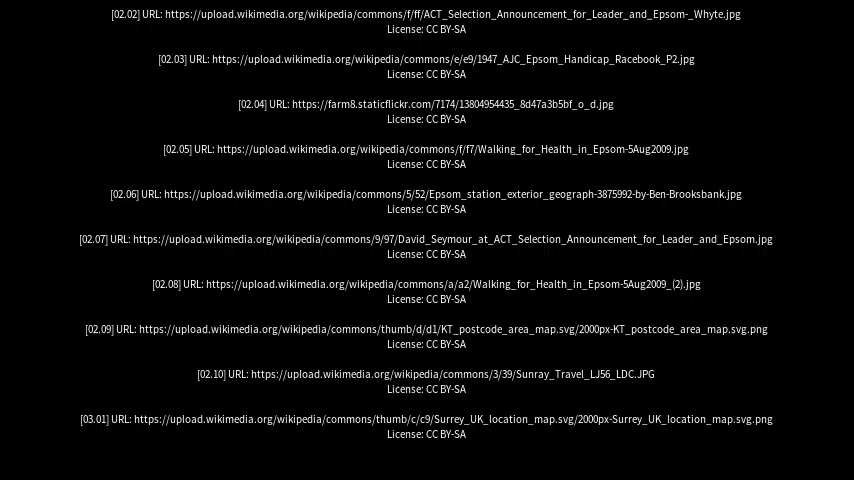 [02.02] URL: https://upload.wikimedia.org/wikipedia/commons/f/ff/ACT_Selection_Announcement_for_Leader_and_Epsom-_Whyte.jpg
License: CC BY-SA
[02.03] URL: https://upload.wikimedia.org/wikipedia/commons/e/e9/1947_AJC_Epsom_Handicap_Racebook_P2.jpg
License: CC BY-SA
[02.04] URL: https://farm8.staticflickr.com/7174/13804954435_8d47a3b5bf_o_d.jpg
License: CC BY-SA
[02.05] URL: https://upload.wikimedia.org/wikipedia/commons/f/f7/Walking_for_Health_in_Epsom-5Aug2009.jpg
License: CC BY-SA
[02.06] URL: https://upload.wikimedia.org/wikipedia/commons/5/52/Epsom_station_exterior_geograph-3875992-by-Ben-Brooksbank.jpg
License: CC BY-SA
[02.07] URL: https://upload.wikimedia.org/wikipedia/commons/9/97/David_Seymour_at_ACT_Selection_Announcement_for_Leader_and_Epsom.jpg
License: CC BY-SA
[02.08] URL: https://upload.wikimedia.org/wikipedia/commons/a/a2/Walking_for_Health_in_Epsom-5Aug2009_(2).jpg
License: CC BY-SA
[02.09] URL: https://upload.wikimedia.org/wikipedia/commons/thumb/d/d1/KT_postcode_area_map.svg/2000px-KT_postcode_area_map.svg.png
License: CC BY-SA
[02.10] URL: https://upload.wikimedia.org/wikipedia/commons/3/39/Sunray_Travel_LJ56_LDC.JPG
License: CC BY-SA
[03.01] URL: https://upload.wikimedia.org/wikipedia/commons/thumb/c/c9/Surrey_UK_location_map.svg/2000px-Surrey_UK_location_map.svg.png
License: CC BY-SA